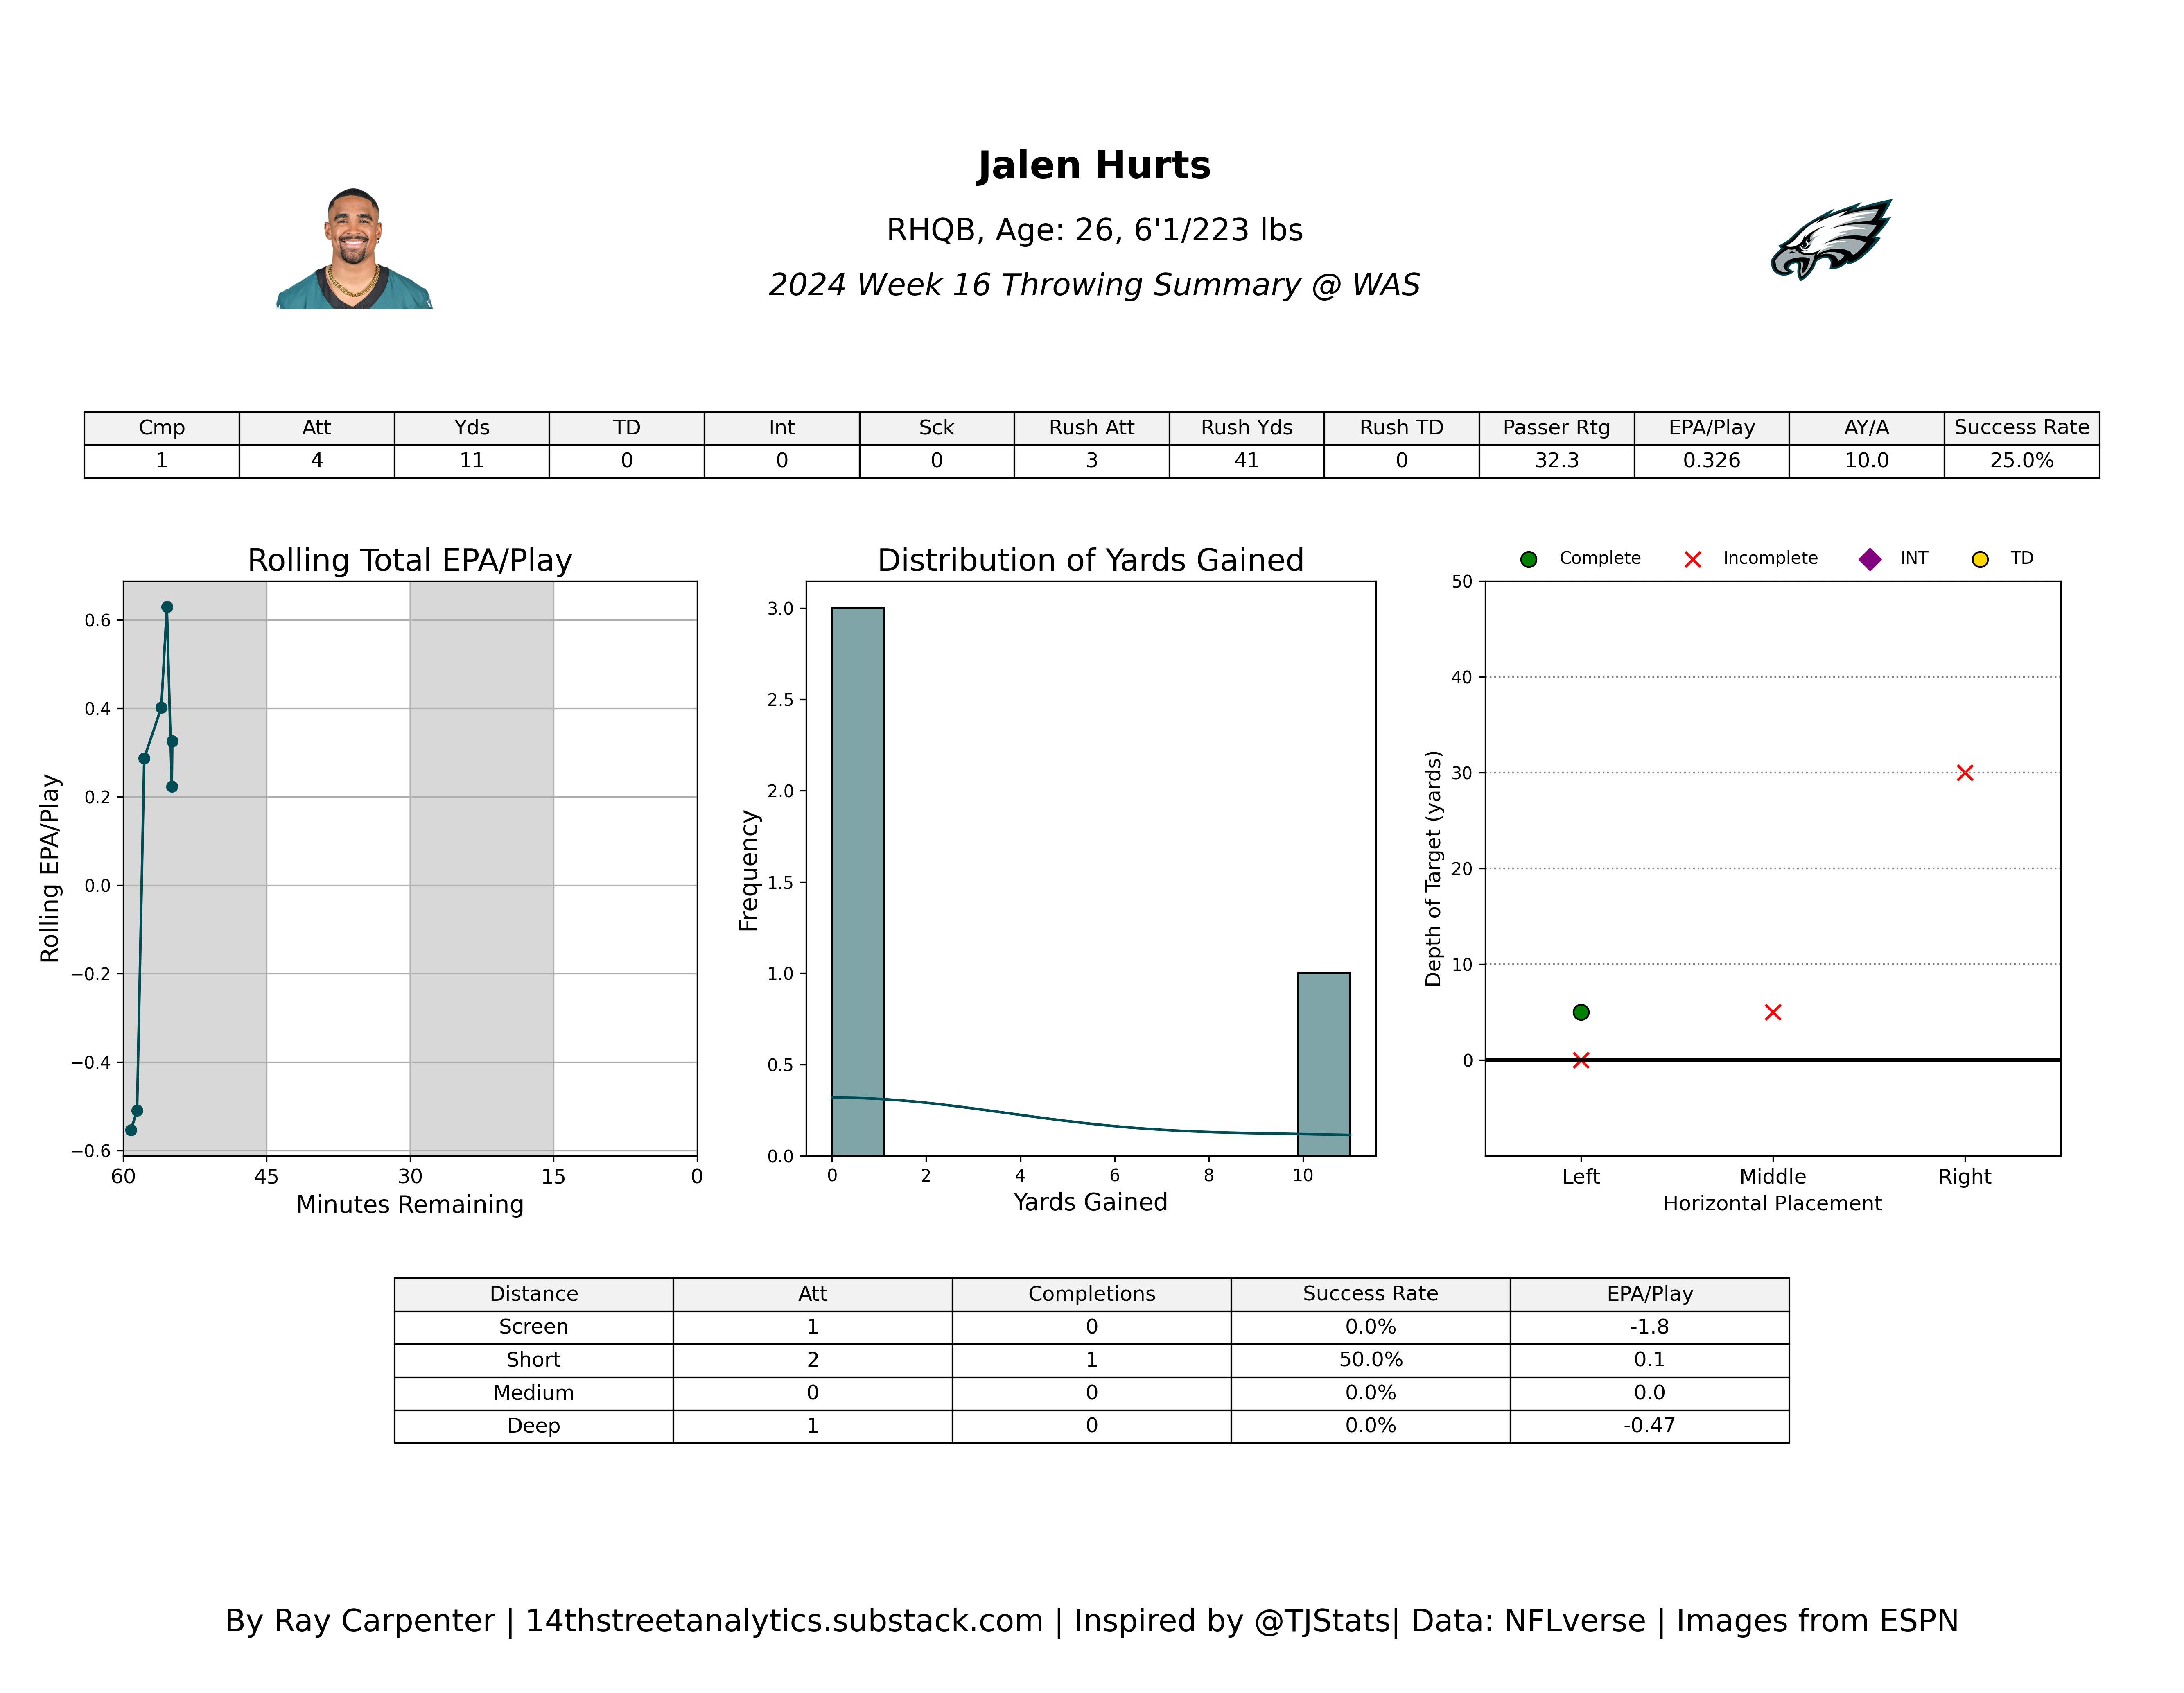 Jalen Hurts
RHQB, Age: 26, 6'1/223 lbs
2024 Week 16 Throwing Summary @ WAS
Cmp Att Yds TD Int Sck Rush Att Rush Yds Rush TD Passer Rtg EPA/Play AY/A Success Rate
1 4 11 0 0 0 3 41 0 32.3 0.326 10.0 25.0%
Rolling Total EPA/Play
Rolling EPA/Play
0.6
0.4
0.2
0.0
−0.2
−0.4
−0.6
60 45 30 15 0
Minutes Remaining
Distribution of Yards Gained
Frequency
3.0
2.5
2.0
1.5
1.0
0.5
0.0
0 2 4 6 8 10
Yards Gained
Complete Incomplete INT TD
Depth of Target (yards)
50
40
30
20
10
0
Left Middle Right
Horizontal Placement
Distance Att Completions Success Rate EPA/Play
Screen 1 0 0.0% -1.8
Short 2 1 50.0% 0.1
Medium 0 0 0.0% 0.0
Deep 1 0 0.0% -0.47
By Ray Carpenter | 14thstreetanalytics.substack.com | Inspired by @TJStats| Data: NFLverse | Images from ESPN